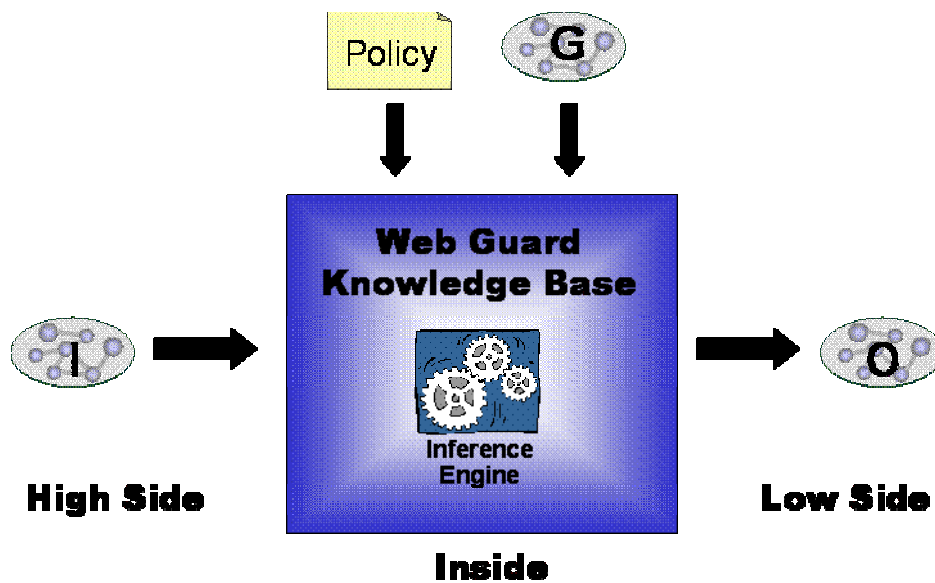 Policy
G
Web Guard
Knowledge Base
I
O
Inference
Engine
High Side
Low Side
Inside